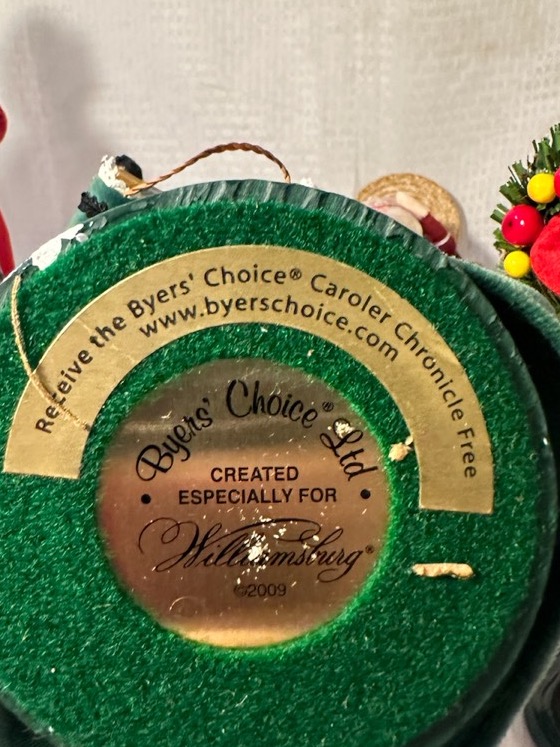 Receive the Byers' Choice® Caroler Chronicle Free
www.byerschoice.com
Byers' Choice® Ltd
CREATED
• ESPECIALLY FOR •
Williamsburg®
©2009